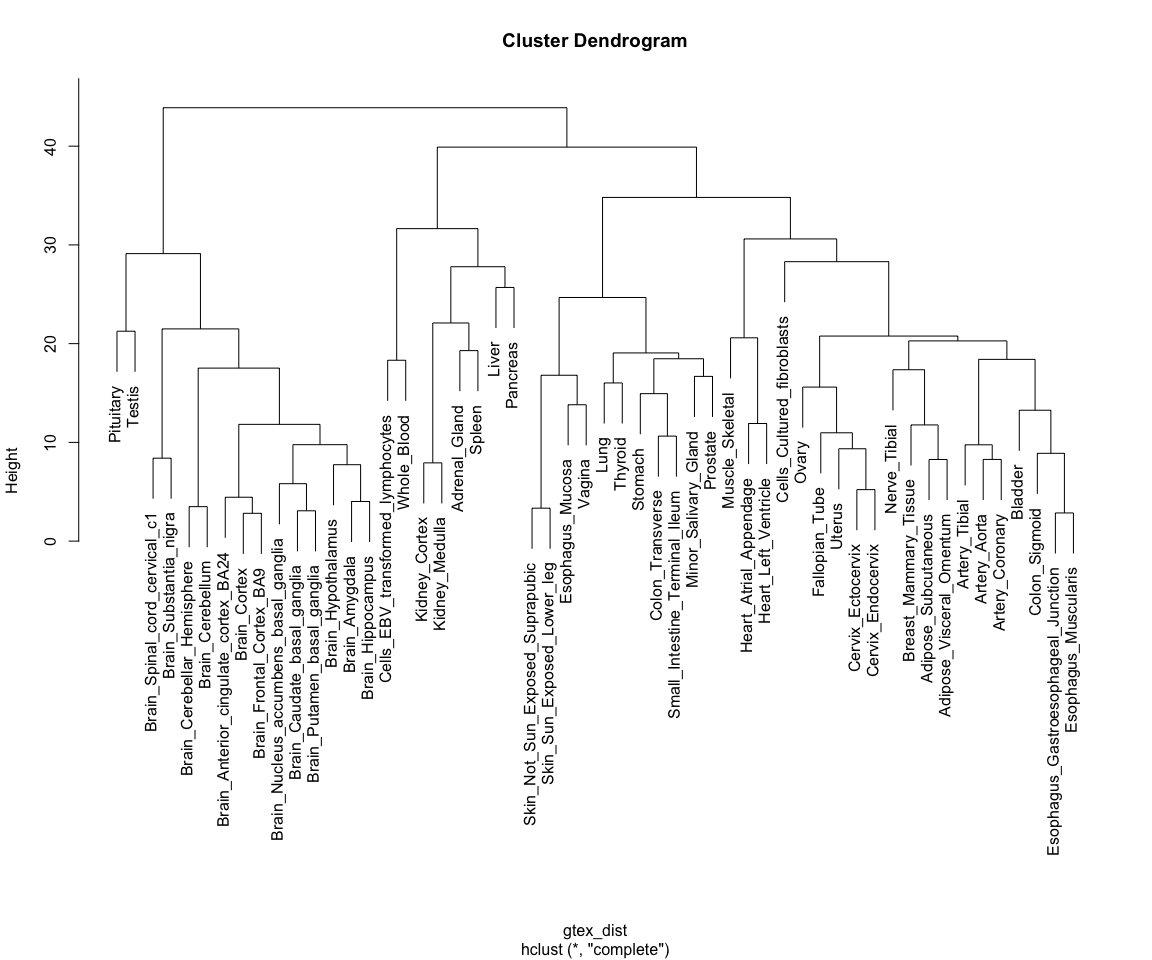 Cluster Dendrogram
Height
0
10
20
30
40
Pituitary
Testis
Brain_Spinal_cord_cervical_c1
Brain_Substantia_nigra
Brain_Cerebellar_Hemisphere
Brain_Cerebellum
Brain_Anterior_cingulate_cortex_BA24
Brain_Cortex
Brain_Frontal_Cortex_BA9
Brain_Nucleus_accumbens_basal_ganglia
Brain_Caudate_basal_ganglia
Brain_Putamen_basal_ganglia
Brain_Hypothalamus
Brain_Amygdala
Brain_Hippocampus
Cells_EBV_transformed_lymphocytes
Whole_Blood
Kidney_Cortex
Kidney_Medulla
Adrenal_Gland
Spleen
Liver
Pancreas
Skin_Not_Sun_Exposed_Suprapubic
Skin_Sun_Exposed_Lower_leg
Esophagus_Mucosa
Vagina
Lung
Thyroid
Stomach
Colon_Transverse
Small_Intestine_Terminal_Ileum
Minor_Salivary_Gland
Prostate
Muscle_Skeletal
Heart_Atrial_Appendage
Heart_Left_Ventricle
Cells_Cultured_fibroblasts
Ovary
Fallopian_Tube
Uterus
Cervix_Ectocervix
Cervix_Endocervix
Nerve_Tibial
Breast_Mammary_Tissue
Adipose_Subcutaneous
Adipose_Visceral_Omentum
Artery_Tibial
Artery_Aorta
Artery_Coronary
Bladder
Colon_Sigmoid
Esophagus_Gastroesophageal_Junction
Esophagus_Muscularis
gtex_dist
hclust (*, "complete")